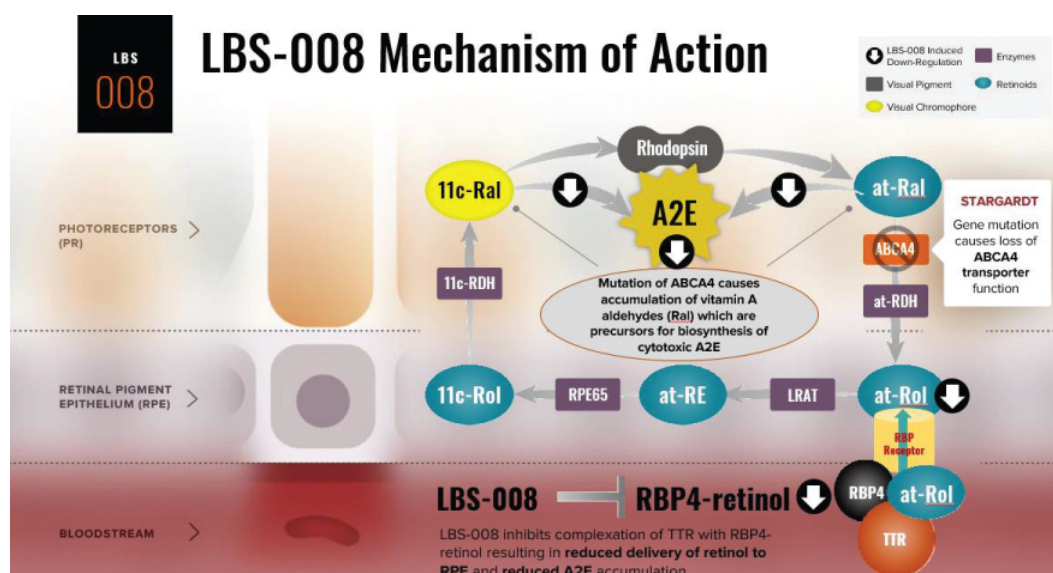 LBS
008
LBS-008 Mechanism of Action
LBS-008 Induced
Down-Regulation
Enzymes
Visual Pigment
Retinoids
Visual Chromophore
Rhodopsin
11c-Ral
A2E
at-Ral
STARGARDT
Gene mutation
causes loss of
ABCA4
transporter
function
PHOTORECEPTORS
(PR)
ABCA4
11c-RDH
Mutation of ABCA4 causes
accumulation of vitamin A
aldehydes (Ral) which are
precursors for biosynthesis of
cytotoxic A2E
at-RDH
RETINAL PIGMENT
EPITHELIUM (RPE)
11c-Rol
RPE65
at-RE
LRAT
at-Rol
RBP
Receptor
LBS-008
RBP4-retinol
RBP4
at-Rol
TTR
BLOODSTREAM
LBS-008 inhibits complexation of TTR with RBP4-
retinol resulting in reduced delivery of retinol to
RPE and reduced A2E accumulation